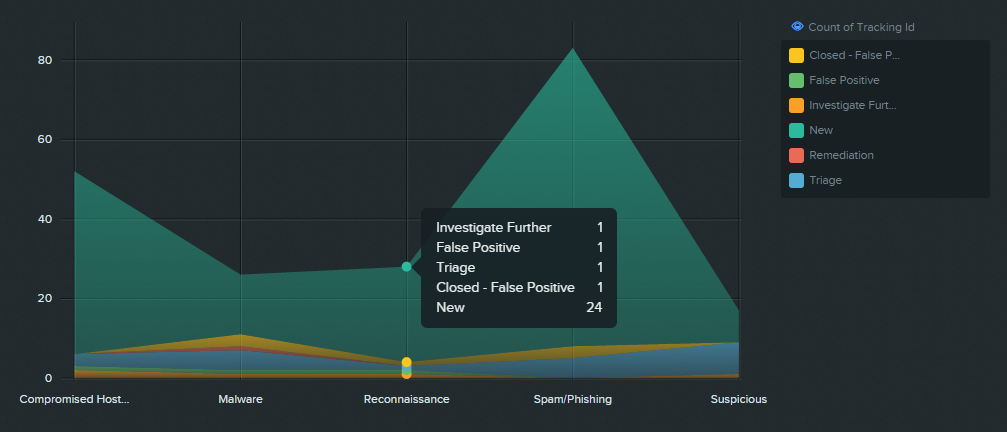 Count of Tracking Id
Closed - False P...
False Positive
Investigate Furt...
New
Remediation
Triage
80
60
40
20
0
Investigate Further 1
False Positive 1
Triage 1
Closed - False Positive 1
New 24
Compromised Host... Malware Reconnaissance Spam/Phishing Suspicious